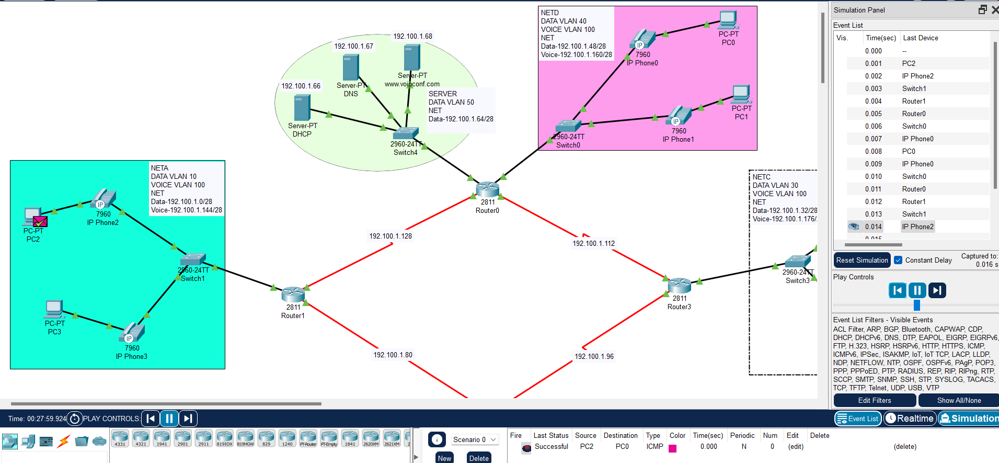 192.100.1.68
192.100.1.67
192.100.1.66
Server-PT
www.voipconf.com
Server-PT
DNS
Server-PT
DHCP
SERVER
DATA VLAN 50
NET
Data-192.100.1.64/28
2960-24TT
Switch4
NETD
DATA VLAN 40
VOICE VLAN 100
NET
Data-192.100.1.48/28
Voice-192.100.1.160/28
PC-PT
PC0
IP
7960
IP Phone0
PC-PT
PC1
IP
7960
IP Phone1
2960-24TT
Switch0
NETA
DATA VLAN 10
VOICE VLAN 100
NET
Data-192.100.1.0/28
Voice-192.100.1.144/28
IP
7960
IP Phone2
PC-PT
PC2
2960-24TT
Switch1
PC-PT
PC3
IP
7960
IP Phone3
2811
Router0
192.100.1.128
192.100.1.112
2811
Router1
2811
Router3
192.100.1.80
192.100.1.96
NETC
DATA VLAN 30
VOICE VLAN 100
NET
Data-192.100.1.32/28
Voice-192.100.1.176/
2960-24TT
Switch3
Simulation Panel
Event List
Vis. Time(sec) Last Device
0.000 --
0.001 PC2
0.002 IP Phone2
0.003 Switch1
0.004 Router1
0.005 Router0
0.006 Switch0
0.007 IP Phone0
0.008 PC0
0.009 IP Phone0
0.010 Switch0
0.011 Router0
0.012 Router1
0.013 Switch1
0.014 IP Phone2
0.015
Reset Simulation Constant Delay Captured to:
0.016 s
Play Controls
Event List Filters - Visible Events
ACL Filter, ARP, BGP, Bluetooth, CAPWAP, CDP,
DHCP, DHCPv6, DNS, DTP, EAPOL, EIGRP, EIGRPv6,
FTP, H.323, HSRP, HSRPv6, HTTP, HTTPS, ICMP,
ICMPv6, IPSec, ISAKMP, IoT, IoT TCP, LACP, LLDP,
NDP, NETFLOW, NTP, OSPF, OSPFv6, PAgP, POP3,
PPP, PPPoED, PTP, RADIUS, REP, RIP, RIPng, RTP,
SCCP, SMTP, SNMP, SSH, STP, SYSLOG, TACACS,
TCP, TFTP, Telnet, UDP, USB, VTP
Edit Filters Show All/None
Time: 00:27:59.924 PLAY CONTROLS:
Event List Realtime Simulation
4331 4321 1941 2901 2911 819IOX 819HGW 829 1240 PT-Router PT-Empty 1841 2620XM 2621XM 2
Scenario 0
New Delete
Fire Last Status Source Destination Type Color Time(sec) Periodic Num Edit Delete
Successful PC2 PC0 ICMP 0.000 N 0 (edit) (delete)